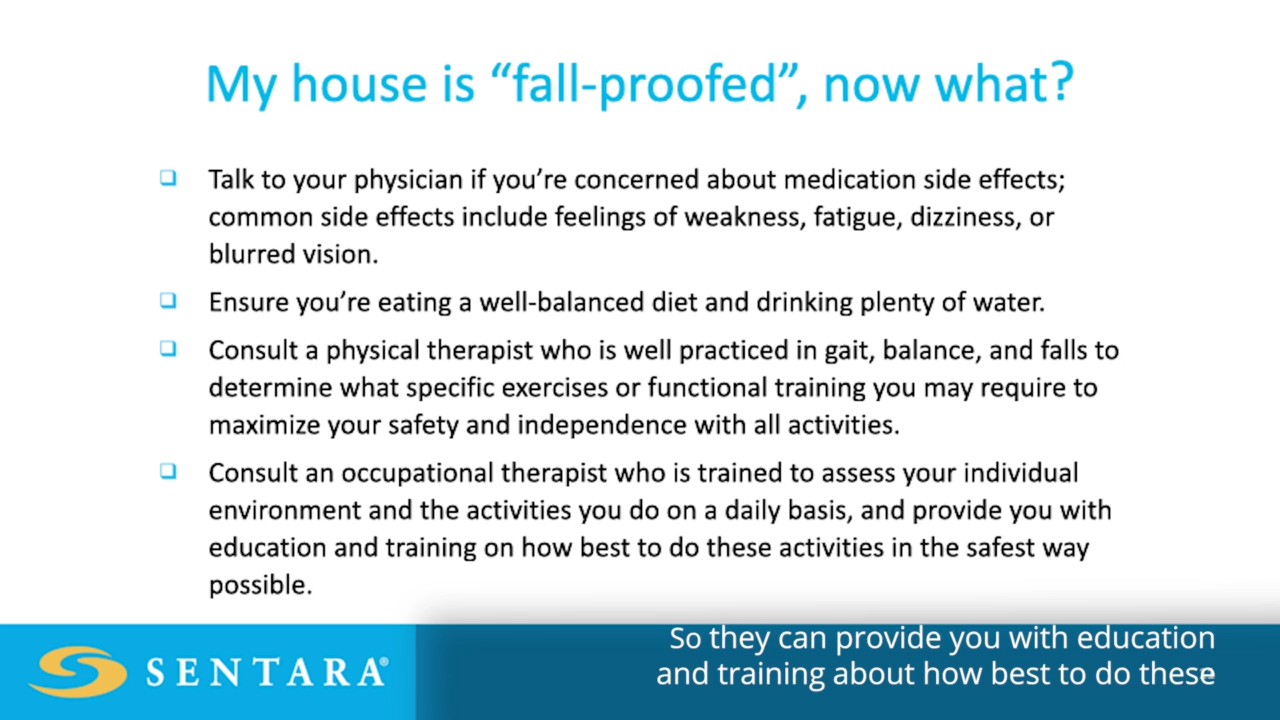 My house is “fall-proofed”, now what?
❑ Talk to your physician if you’re concerned about medication side effects;
common side effects include feelings of weakness, fatigue, dizziness, or
blurred vision.
❑ Ensure you’re eating a well-balanced diet and drinking plenty of water.
❑ Consult a physical therapist who is well practiced in gait, balance, and falls to
determine what specific exercises or functional training you may require to
maximize your safety and independence with all activities.
❑ Consult an occupational therapist who is trained to assess your individual
environment and the activities you do on a daily basis, and provide you with
education and training on how best to do these activities in the safest way
possible.
SENTARA®
So they can provide you with education
and training about how best to do these